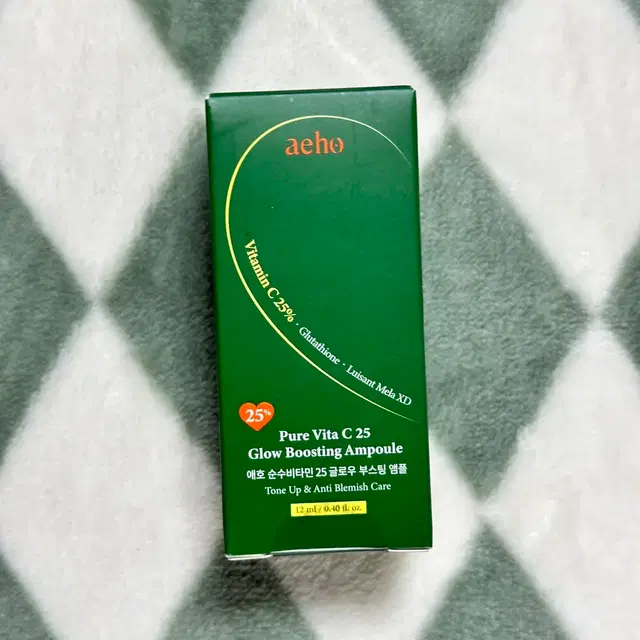 aeho
Vitamin C 25% · Glutathione · Luisant Mela XD
25%
Pure Vita C 25
Glow Boosting Ampoule
애호 순수비타민 25 글로우 부스팅 앰플
Tone Up & Anti Blemish Care
12 ml / 0.40 fl. oz.